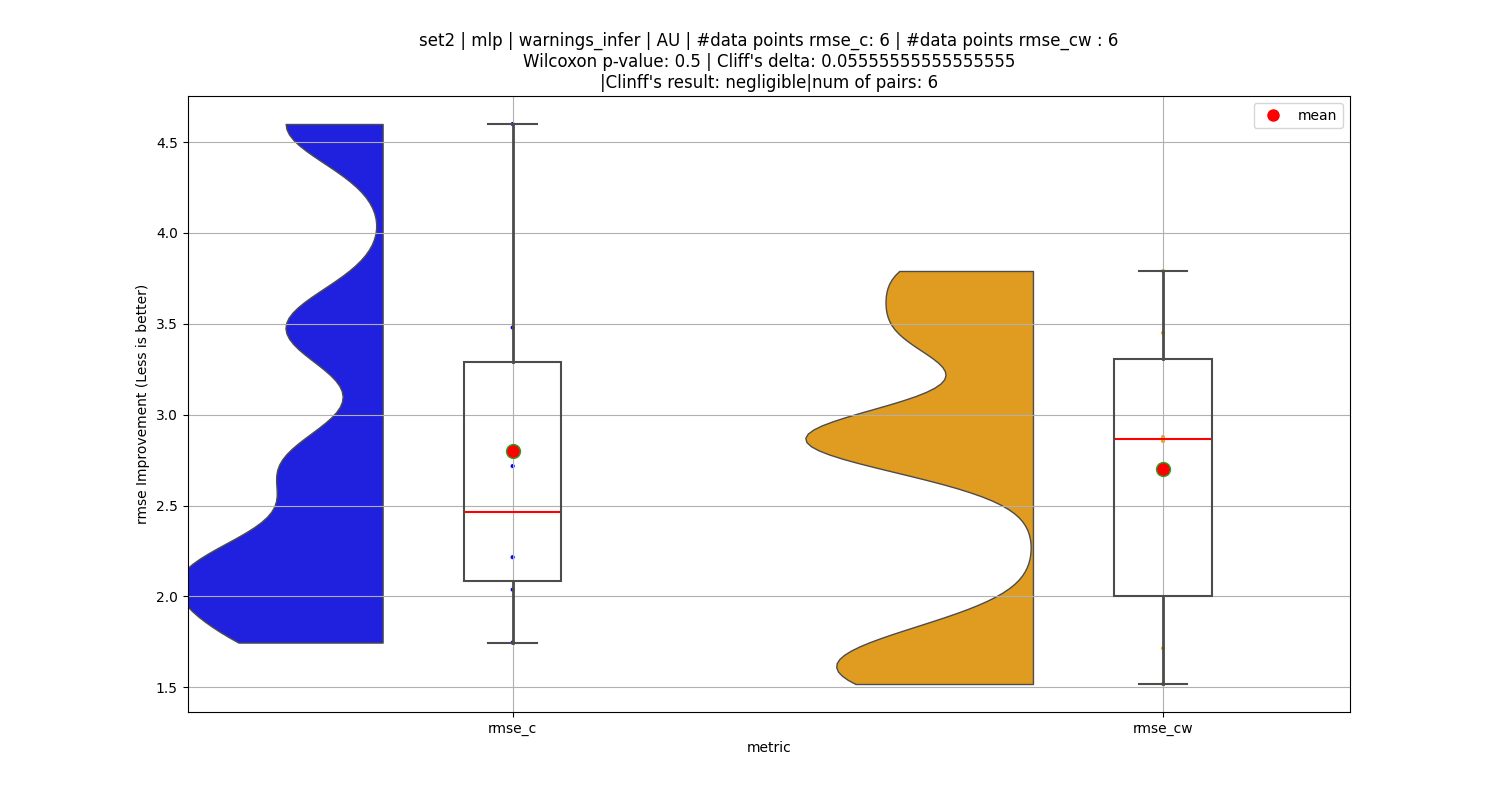 set2 | mlp | warnings_infer | AU | #data points rmse_c: 6 | #data points rmse_cw : 6
Wilcoxon p-value: 0.5 | Cliff's delta: 0.05555555555555555
|Clinff's result: negligible|num of pairs: 6
mean
4.5
4.0
3.5
3.0
2.5
2.0
1.5
rmse Improvement (Less is better)
rmse_c
rmse_cw
metric